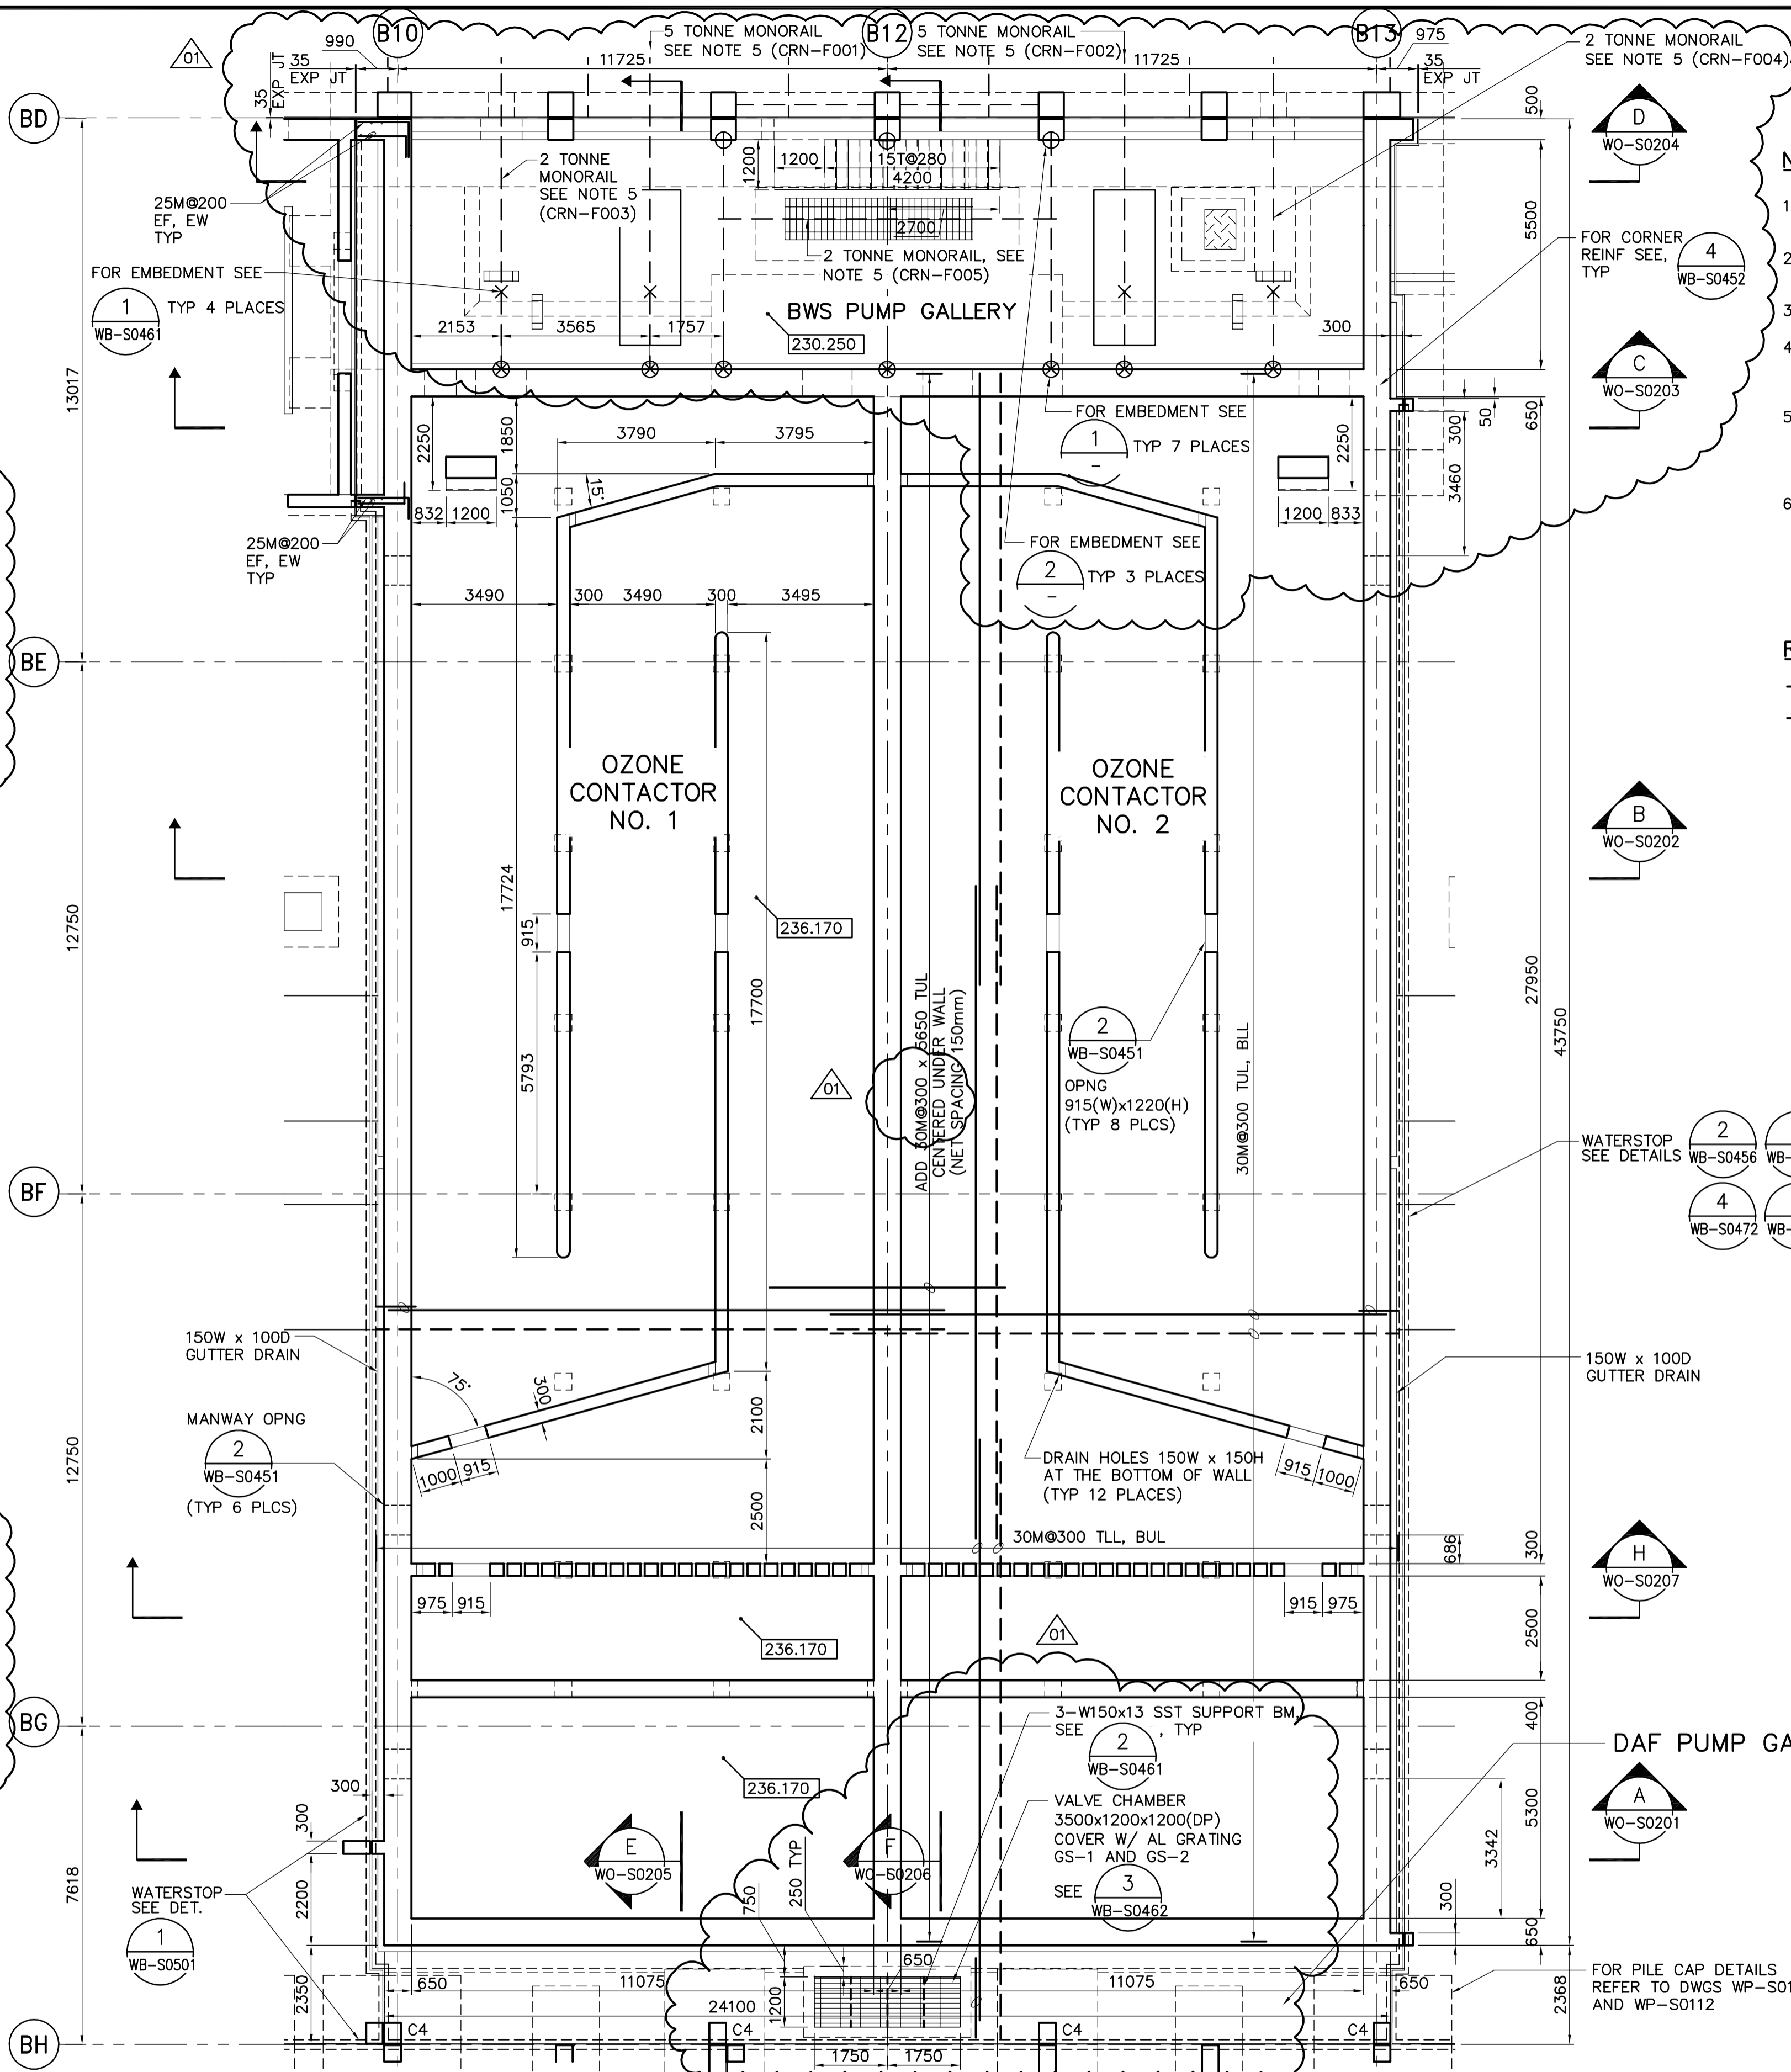 B10
B12
B13
5 TONNE MONORAIL
SEE NOTE 5 (CRN-F001)
5 TONNE MONORAIL
SEE NOTE 5 (CRN-F002)
2 TONNE MONORAIL
SEE NOTE 5 (CRN-F004)
01
990
35
EXP JT
35
EXP JT
11725
11725
975
35
EXP JT
500
BD
D
WO-S0204
2 TONNE
MONORAIL
SEE NOTE 5
(CRN-F003)
1200
1200
15T@280
4200
2700
5500
25M@200
EF, EW
TYP
FOR CORNER
REINF SEE,
TYP
4
WB-S0452
2 TONNE MONORAIL, SEE
NOTE 5 (CRN-F005)
FOR EMBEDMENT SEE
1
WB-S0461
TYP 4 PLACES
BWS PUMP GALLERY
230.250
2153
3565
1757
300
C
WO-S0203
13017
650
50
300
3460
FOR EMBEDMENT SEE
1
-
TYP 7 PLACES
2250
1850
3790
3795
2250
1050
15°
832
1200
1200
833
25M@200
EF, EW
TYP
FOR EMBEDMENT SEE
2
-
TYP 3 PLACES
3490
300
3490
300
3495
BE
OZONE
CONTACTOR
NO. 1
OZONE
CONTACTOR
NO. 2
B
WO-S0202
17724
12750
915
236.170
17700
27950
43750
5793
ADD 30M@300 x 5650 TUL
CENTERED UNDER WALL
(NET SPACING 150mm)
2
WB-S0451
OPNG
915(W)x1220(H)
(TYP 8 PLCS)
30M@300 TUL, BLL
01
WATERSTOP
SEE DETAILS
2
WB-S0456
WB-
4
WB-S0472
WB-
BF
150W x 100D
GUTTER DRAIN
150W x 100D
GUTTER DRAIN
75°
300
2100
MANWAY OPNG
2
WB-S0451
(TYP 6 PLCS)
12750
1000
915
2500
DRAIN HOLES 150W x 150H
AT THE BOTTOM OF WALL
(TYP 12 PLACES)
915
1000
30M@300 TLL, BUL
686
300
H
WO-S0207
975
915
915
975
2500
236.170
01
BG
3-W150x13 SST SUPPORT BM,
SEE
2
WB-S0461
, TYP
400
DAF PUMP GA
236.170
300
300
VALVE CHAMBER
3500x1200x1200(DP)
COVER W/ AL GRATING
GS-1 AND GS-2
SEE
3
WB-S0462
A
WO-S0201
5300
3342
E
WO-S0205
F
WO-S0206
7618
2200
WATERSTOP
SEE DET.
1
WB-S0501
750
250 TYP
300
650
2350
650
11075
650
11075
650
24100
1200
2368
FOR PILE CAP DETAILS
REFER TO DWGS WP-S01
AND WP-S0112
BH
C4
C4
C4
C4
1750
1750
1
2
3
4
5
6